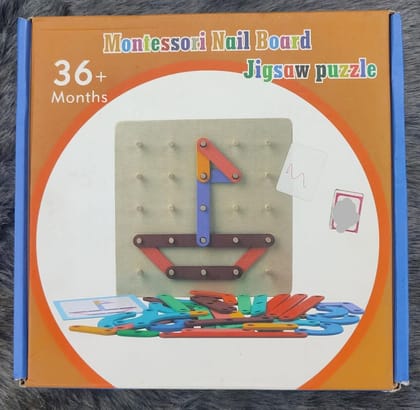 Montessori Nail Board
Jigsaw puzzle
36+
Months